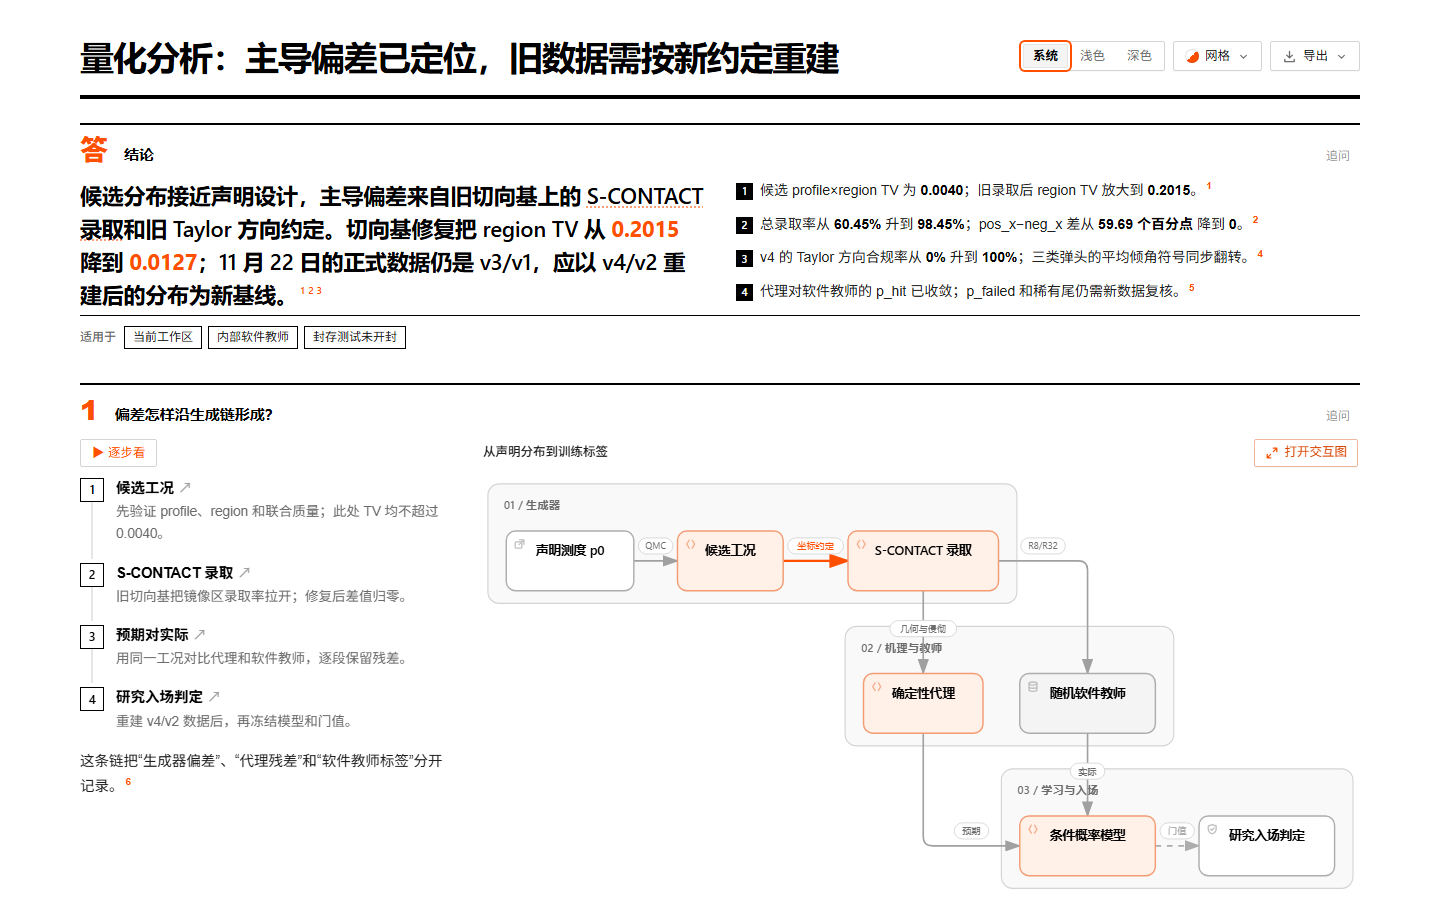 量化分析：主导偏差已定位，旧数据需按新约定重建
系统 浅色 深色 网格 导出
答 结论 追问
候选分布接近声明设计，主导偏差来自旧切向基上的 S-CONTACT
录取和旧 Taylor 方向约定。切向基修复把 region TV 从 0.2015
降到 0.0127；11 月 22 日的正式数据仍是 v3/v1，应以 v4/v2 重
建后的分布为新基线。 1 2 3
1 候选 profile×region TV 为 0.0040；旧录取后 region TV 放大到 0.2015。 1
2 总录取率从 60.45% 升到 98.45%；pos_x−neg_x 差从 59.69 个百分点 降到 0。 2
3 v4 的 Taylor 方向合规率从 0% 升到 100%；三类弹头的平均倾角符号同步翻转。 4
4 代理对软件教师的 p_hit 已收敛；p_failed 和稀有尾仍需新数据复核。 5
适用于 当前工作区 内部软件教师 封存测试未开封
1 偏差怎样沿生成链形成？ 追问
逐步看
1 候选工况 ↗
先验证 profile、region 和联合质量；此处 TV 均不超过
0.0040。
2 S-CONTACT 录取 ↗
旧切向基把镜像区录取率拉开；修复后差值归零。
3 预期对实际 ↗
用同一工况对比代理和软件教师，逐段保留残差。
4 研究入场判定 ↗
重建 v4/v2 数据后，再冻结模型和门值。
这条链把“生成器偏差”、“代理残差”和“软件教师标签”分开
记录。 6
从声明分布到训练标签
打开交互图
01 / 生成器
声明测度 p0
QMC
候选工况
坐标约定
S-CONTACT 录取
R8/R32
几何与侵彻
02 / 机理与教师
确定性代理
随机软件教师
实际
03 / 学习与入场
预期
条件概率模型
门值
研究入场判定